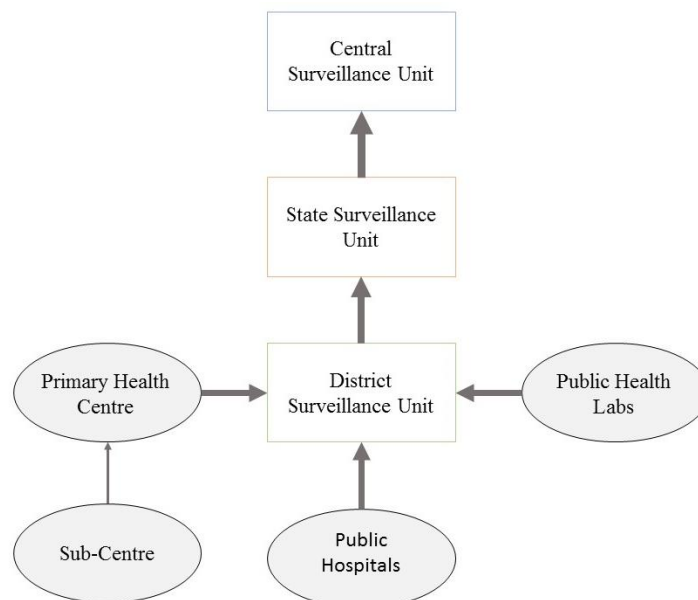 Central
Surveillance Unit
State Surveillance
Unit
Primary Health
Centre
District
Surveillance Unit
Public Health
Labs
Sub-Centre
Public
Hospitals